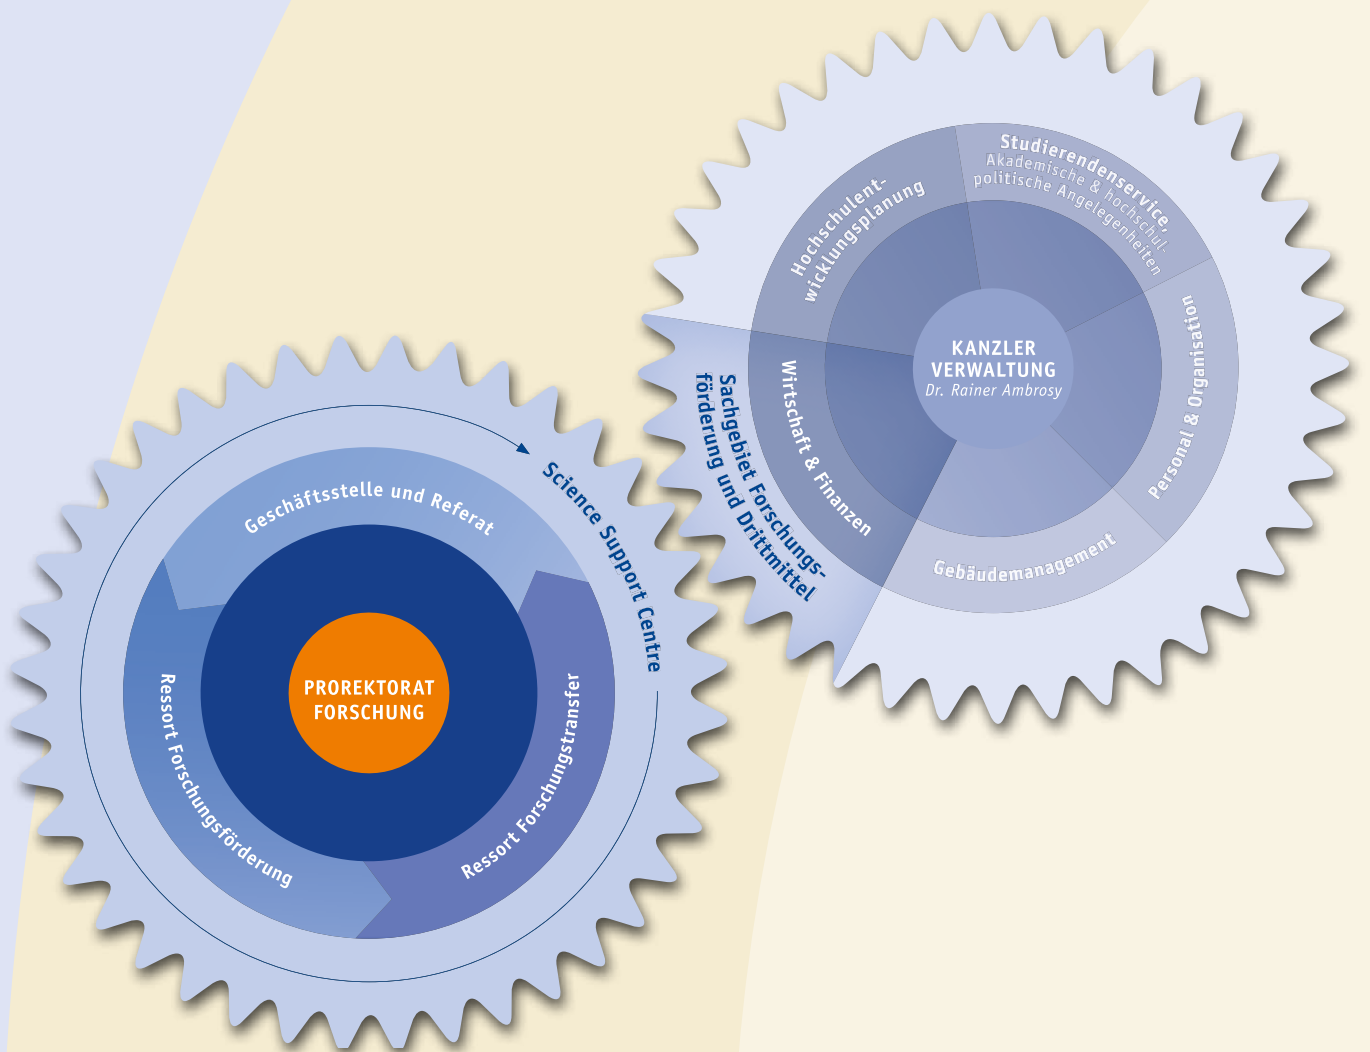 Studierendenservice,
Akademische & hochschul-
politische Angelegenheiten
Hochschulent-
wicklungsplanung
Personal & Organisation
KANZLER
VERWALTUNG
Dr. Rainer Ambrosy
Wirtschaft & Finanzen
Sachgebiet Forschungs-
förderung und Drittmittel
Gebäudemanagement
Science Support Centre
Geschäftsstelle und Referat
PROREKTORAT
FORSCHUNG
Ressort Forschungsförderung
Ressort Forschungstransfer